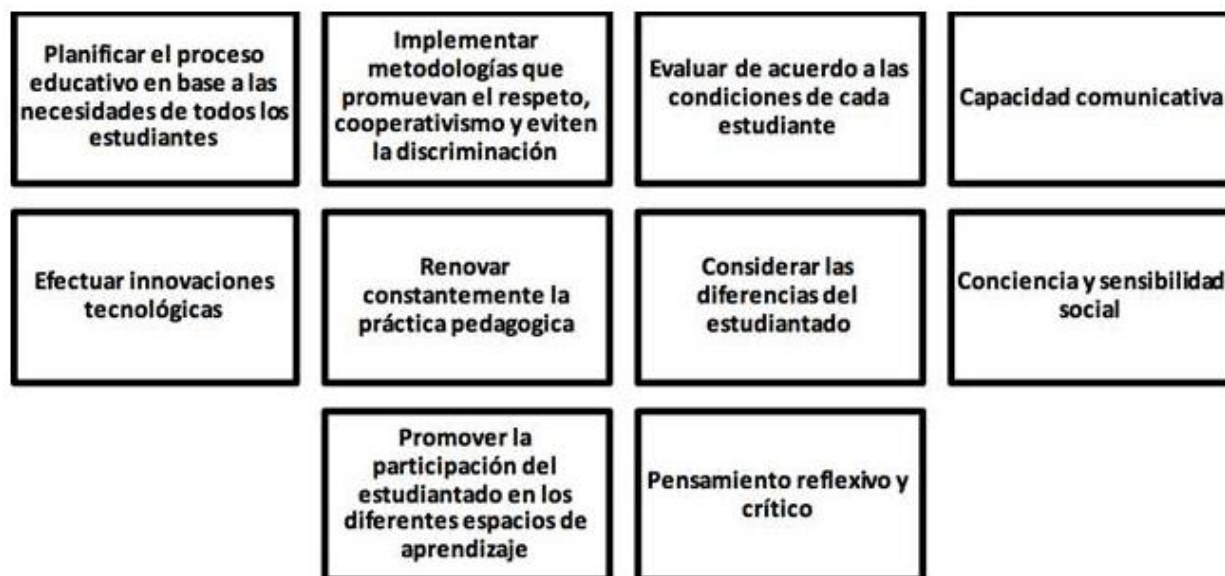 Planificar el proceso
educativo en base a las
necesidades de todos los
estudiantes
Implementar
metodologías que
promuevan el respeto,
cooperativismo y eviten
la discriminación
Evaluar de acuerdo a las
condiciones de cada
estudiante
Capacidad comunicativa
Efectuar innovaciones
tecnológicas
Renovar
constantemente la
práctica pedagogica
Considerar las
diferencias del
estudiantado
Conciencia y sensibilidad
social
Promover la
participación del
estudiantado en los
diferentes espacios de
aprendizaje
Pensamiento reflexivo y
crítico